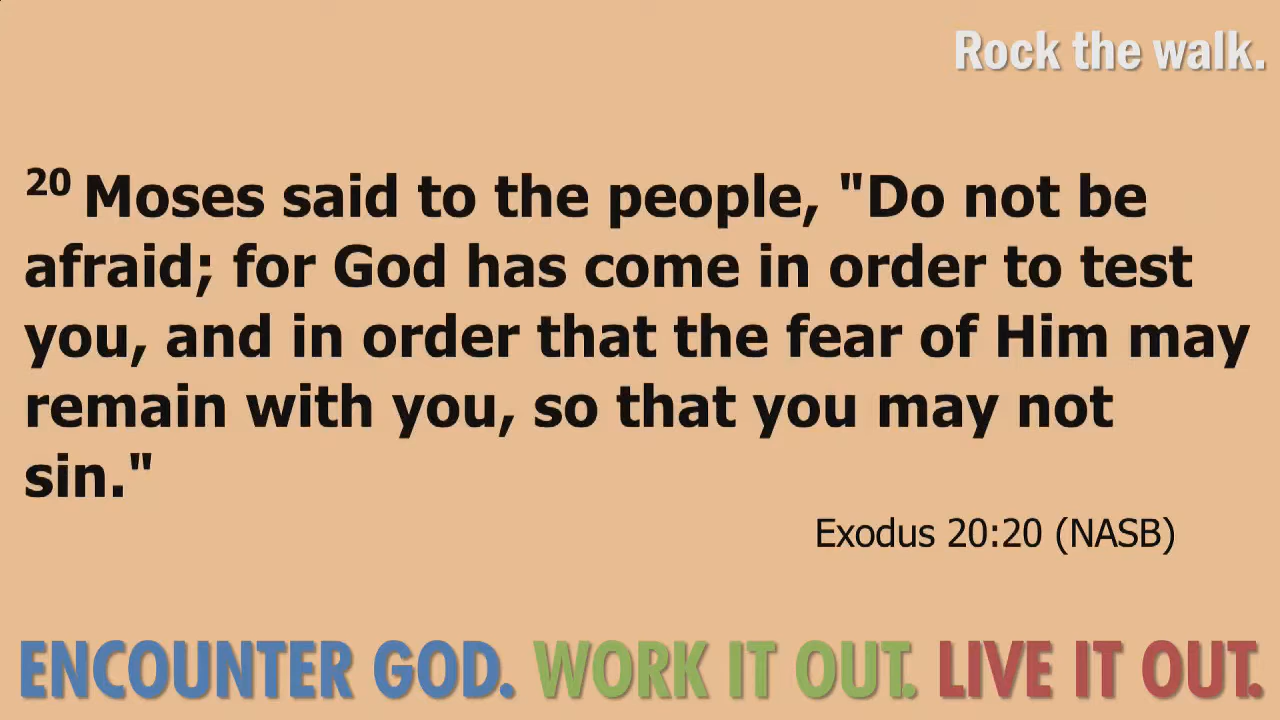 Rock the walk.
20 Moses said to the people, "Do not be
afraid; for God has come in order to test
you, and in order that the fear of Him may
remain with you, so that you may not
sin."
Exodus 20:20 (NASB)
ENCOUNTER GOD. WORK IT OUT. LIVE IT OUT.